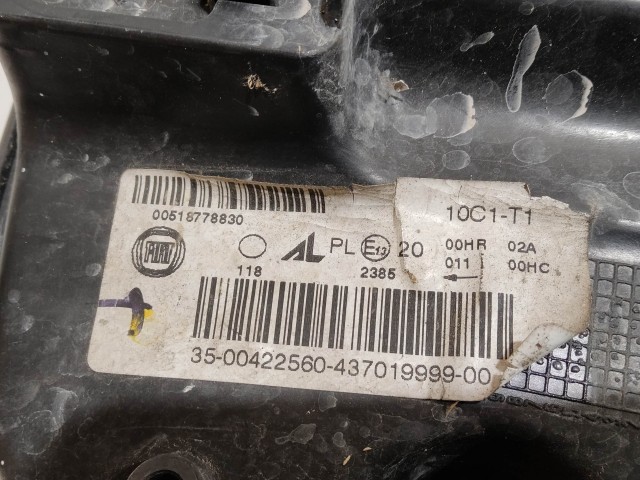 00518778830
10C1-T1
FIAT
AL PL E13 20
00HR 02A
118
2385
011 00HC
35-00422560-437019999-00